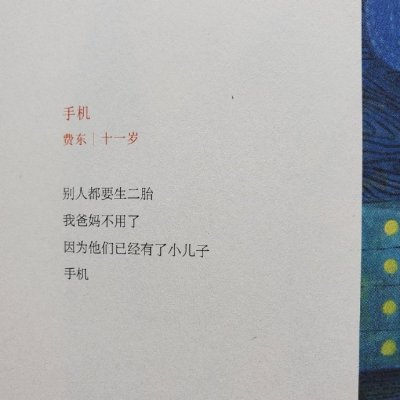 手机
费东｜十一岁
别人都要生二胎
我爸妈不用了
因为他们已经有了小儿子
手机